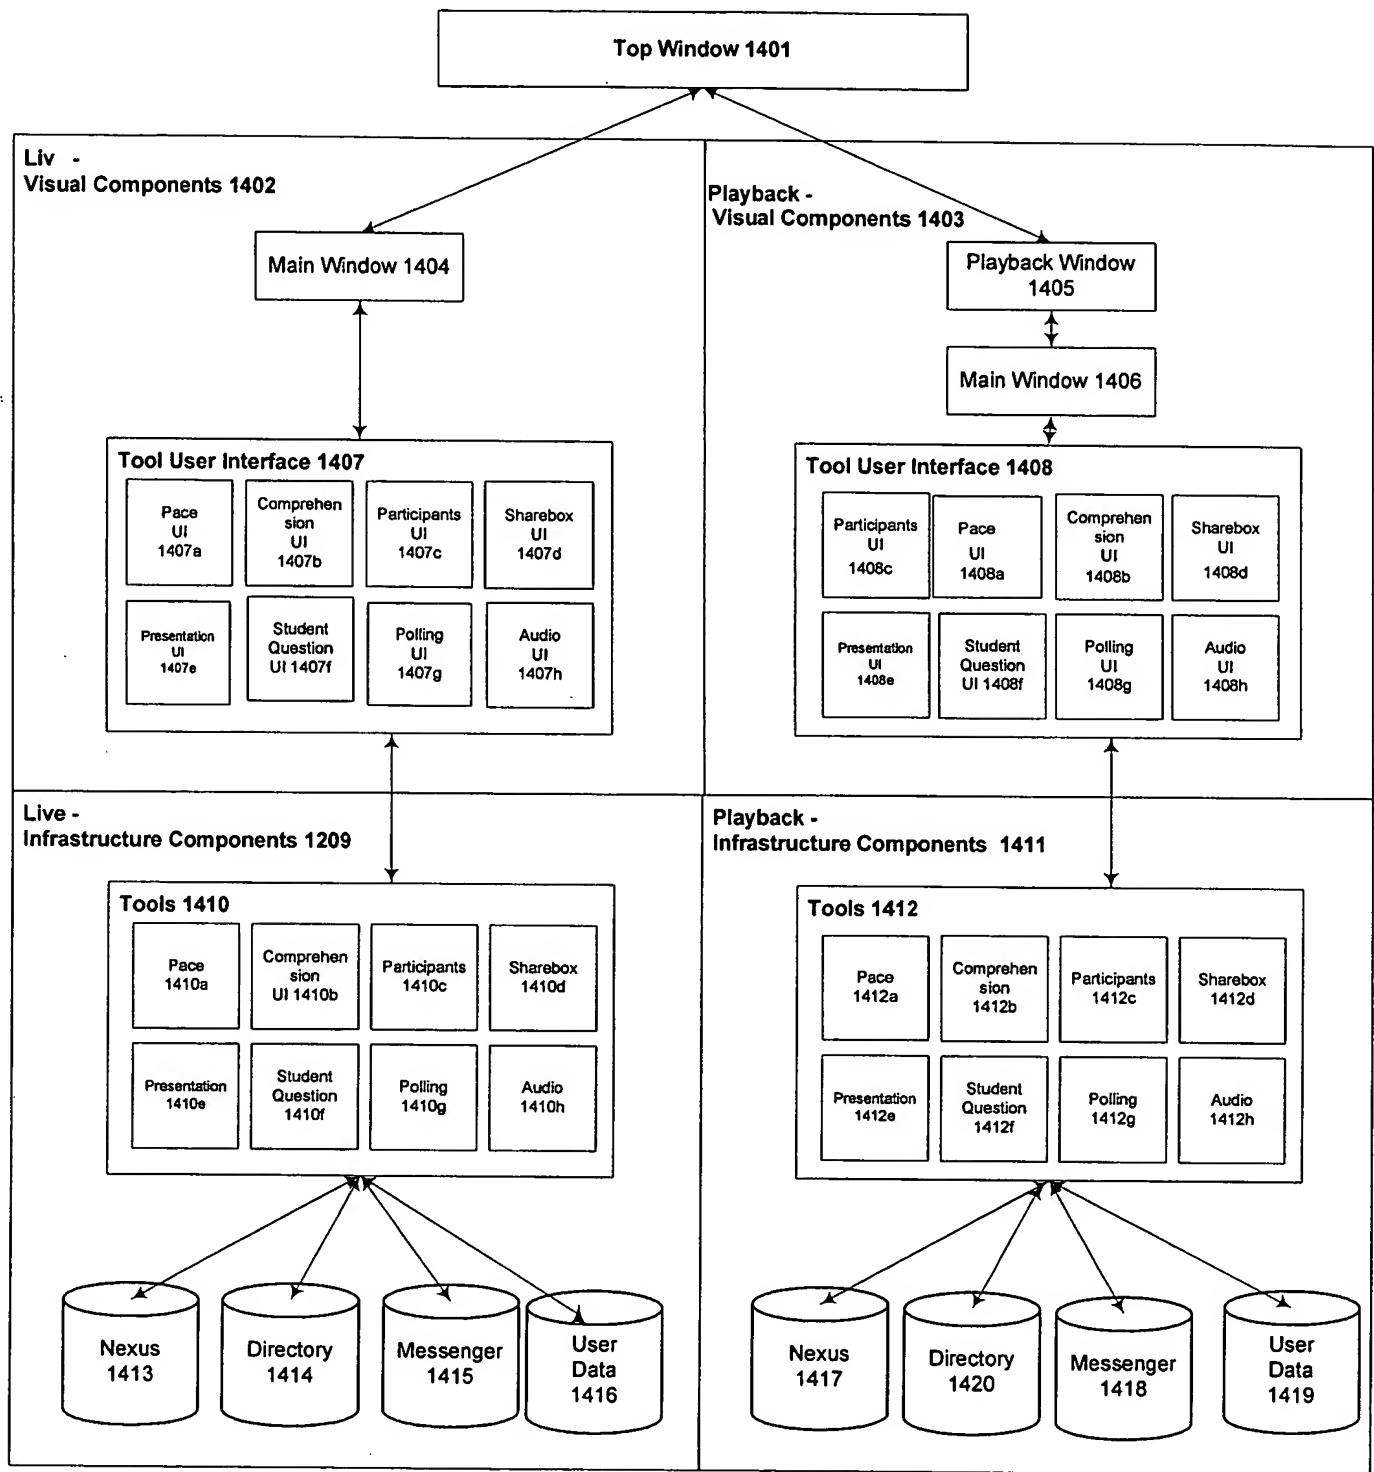 Top Window 1401
Liv -
Visual Components 1402
Playback -
Visual Components 1403
Main Window 1404
Playback Window
1405
Main Window 1406
Tool User Interface 1407
Pace
UI
1407a
Comprehen
sion
UI
1407b
Participants
UI
1407c
Sharebox
UI
1407d
Presentation
UI
1407e
Student
Question
UI 1407f
Polling
UI
1407g
Audio
UI
1407h
Tool User Interface 1408
Participants
UI
1408c
Pace
UI
1408a
Comprehen
sion
UI
1408b
Sharebox
UI
1408d
Presentation
UI
1408e
Student
Question
UI 1408f
Polling
UI
1408g
Audio
UI
1408h
Live -
Infrastructure Components 1209
Playback -
Infrastructure Components 1411
Tools 1410
Pace
1410a
Comprehen
sion
UI 1410b
Participants
1410c
Sharebox
1410d
Presentation
1410e
Student
Question
1410f
Polling
1410g
Audio
1410h
Tools 1412
Pace
1412a
Comprehen
sion
1412b
Participants
1412c
Sharebox
1412d
Presentation
1412e
Student
Question
1412f
Polling
1412g
Audio
1412h
Nexus
1413
Directory
1414
Messenger
1415
User
Data
1416
Nexus
1417
Directory
1420
Messenger
1418
User
Data
1419